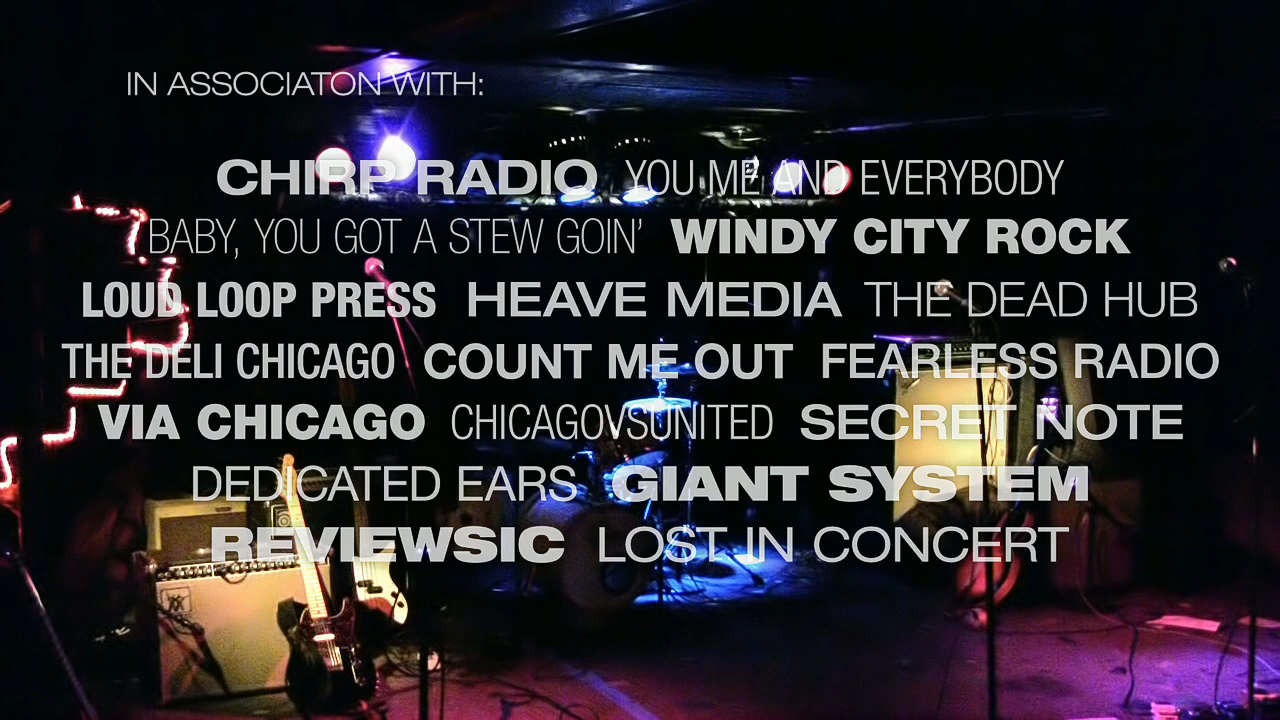 IN ASSOCIATON WITH:
CHIRP RADIO YOU ME AND EVERYBODY
BABY, YOU GOT A STEW GOIN' WINDY CITY ROCK
LOUD LOOP PRESS HEAVE MEDIA THE DEAD HUB
THE DELI CHICAGO COUNT ME OUT FEARLESS RADIO
VIA CHICAGO CHICAGOVSUNITED SECRET NOTE
DEDICATED EARS GIANT SYSTEM
REVIEWSIC LOST IN CONCERT